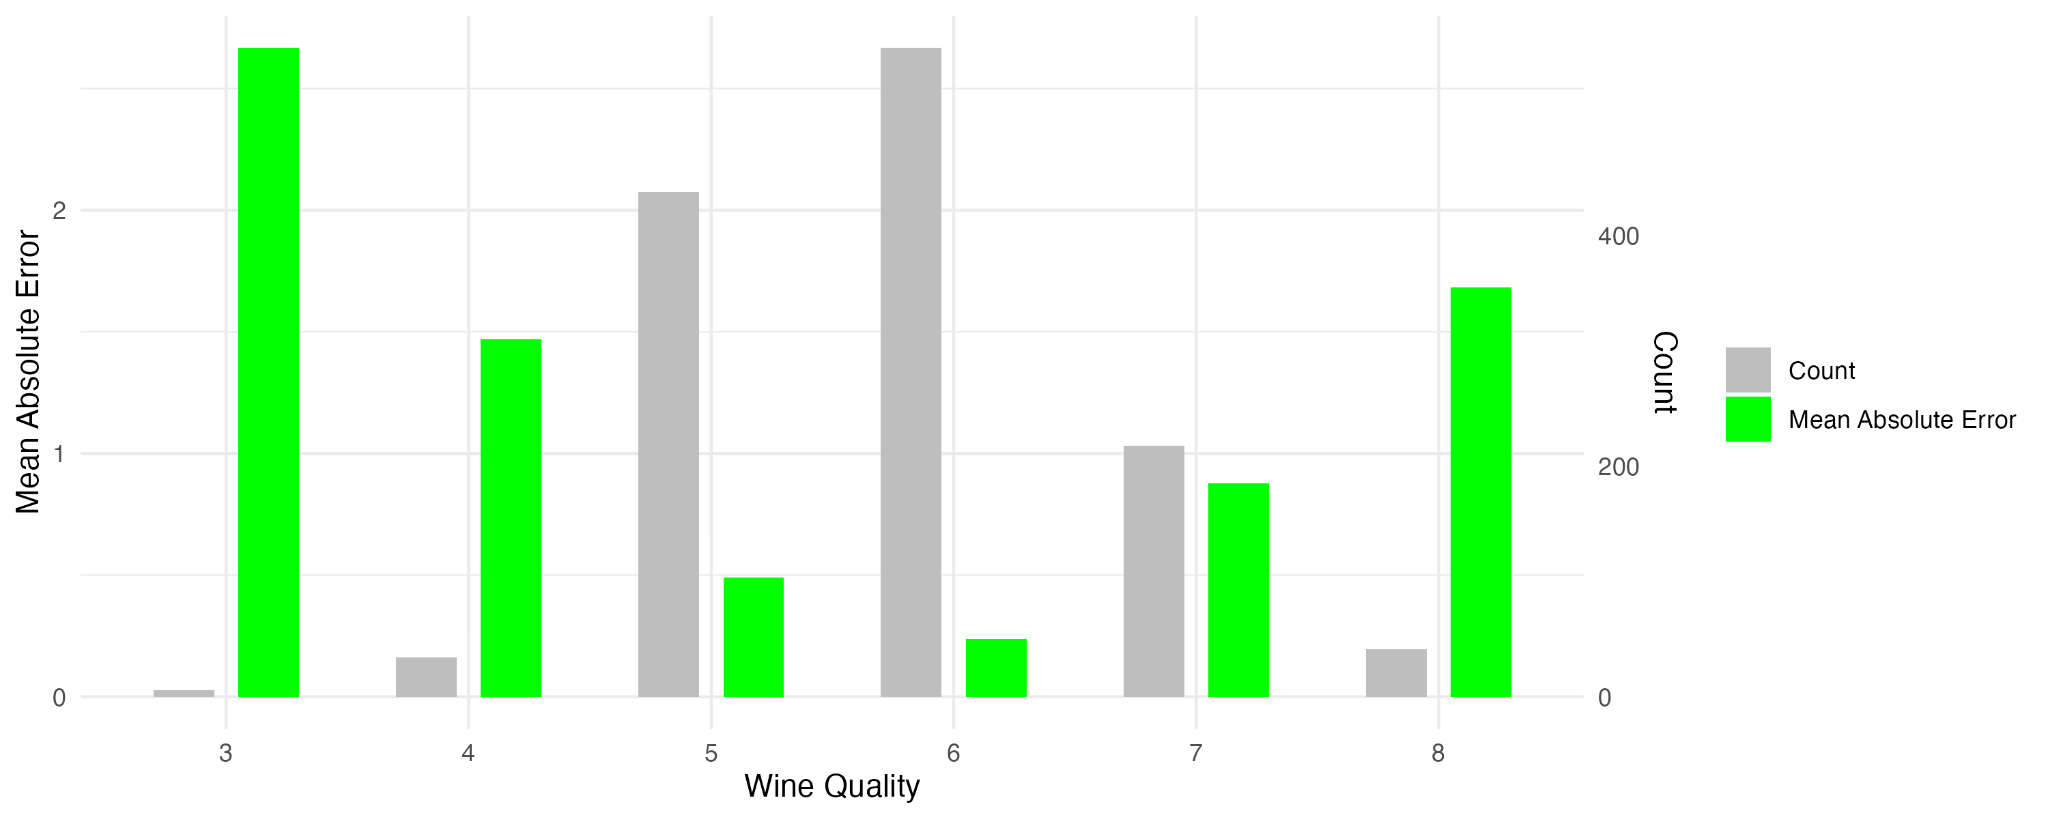 Mean Absolute Error
2
1
0
400
200
0
Count
3 4 5 6 7 8
Wine Quality
Count
Mean Absolute Error